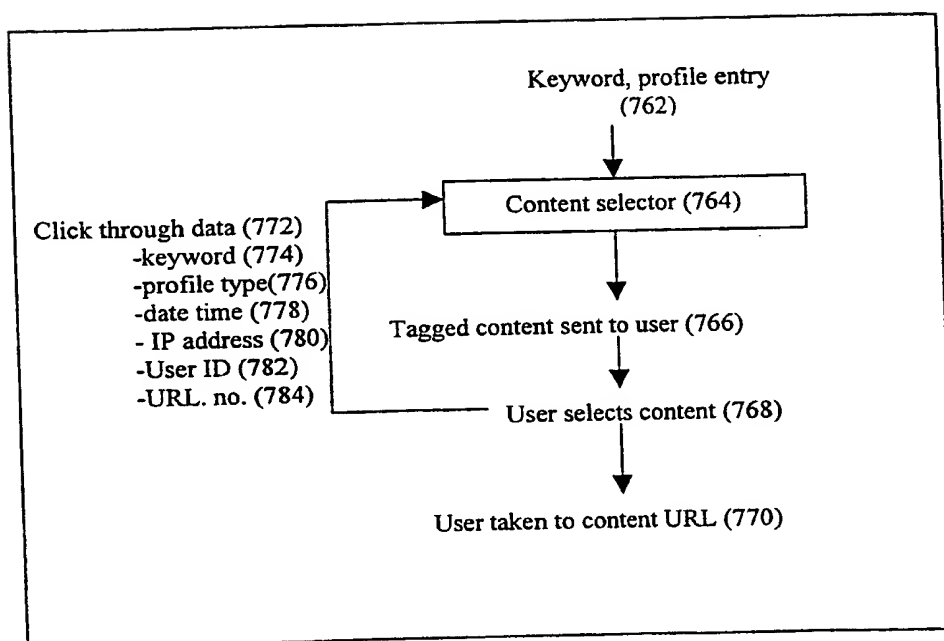 Keyword, profile entry
(762)
Content selector (764)
Click through data (772)
-keyword (774)
-profile type(776)
-date time (778)
- IP address (780)
-User ID (782)
-URL. no. (784)
Tagged content sent to user (766)
User selects content (768)
User taken to content URL (770)